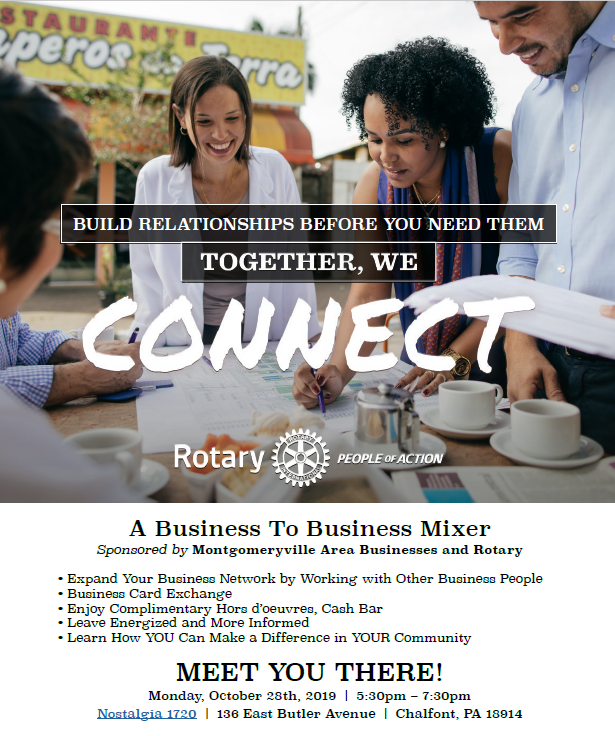 STAURANTE
peros
Terra
BUILD RELATIONSHIPS BEFORE YOU NEED THEM
TOGETHER, WE
CONNECT
Rotary
ROTARY
INTERNATIONAL
PEOPLE OF ACTION
A Business To Business Mixer
Sponsored by Montgomeryville Area Businesses and Rotary
• Expand Your Business Network by Working with Other Business People
• Business Card Exchange
• Enjoy Complimentary Hors d’oeuvres, Cash Bar
• Leave Energized and More Informed
• Learn How YOU Can Make a Difference in YOUR Community
MEET YOU THERE!
Monday, October 28th, 2019 | 5:30pm – 7:30pm
Nostalgia 1720 | 136 East Butler Avenue | Chalfont, PA 18914